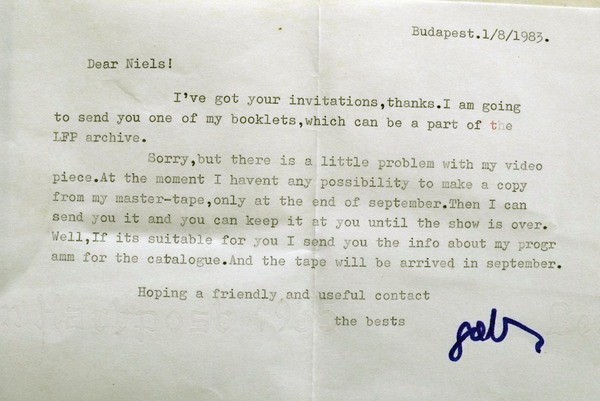 Budapest.1/8/1983.
Dear Niels!
I've got your invitations,thanks.I am going
to send you one of my booklets,which can be a part of the
LFP archive.
Sorry,but there is a little problem with my video
piece.At the moment I havent any possibility to make a copy
from my master-tape,only at the end of september.Then I can
send you it and you can keep it at you until the show is over.
Well,If its suitable for you I send you the info about my progr
amm for the catalogue.And the tape will be arrived in september.
Hoping a friendly,and useful contact
the bests